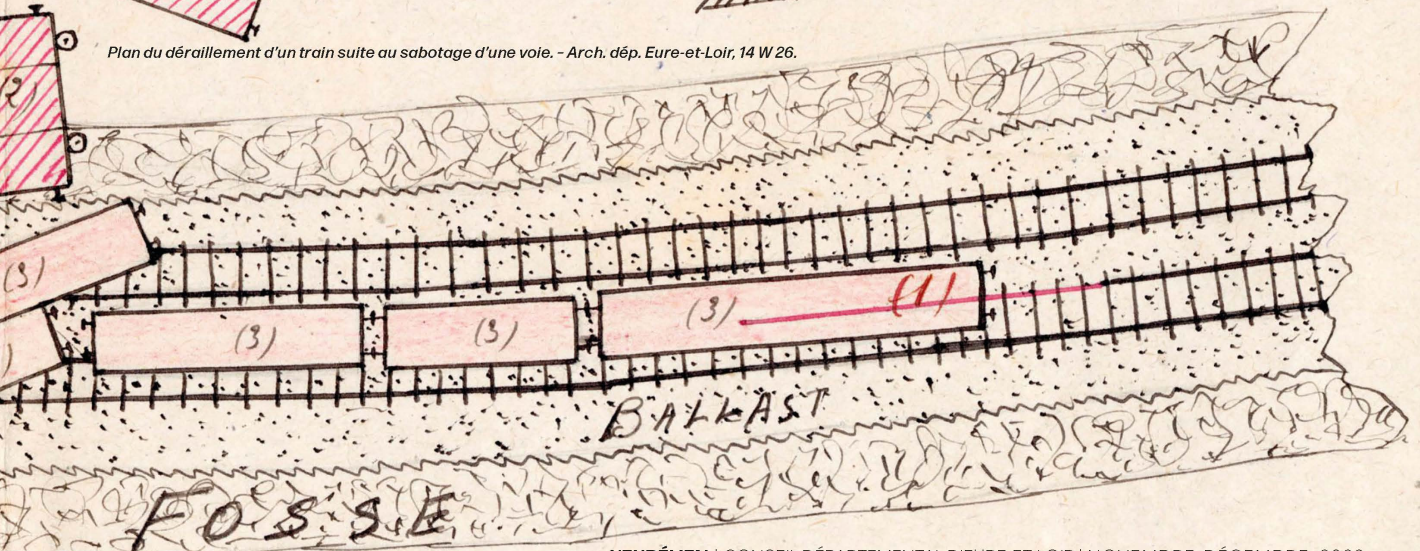 Plan du déraillement d'un train suite au sabotage d'une voie. – Arch. dép. Eure-et-Loir, 14 W 26.
2)
(3)
(1)
(3)
)
(3)
(3)
BALLAST
FOSSE